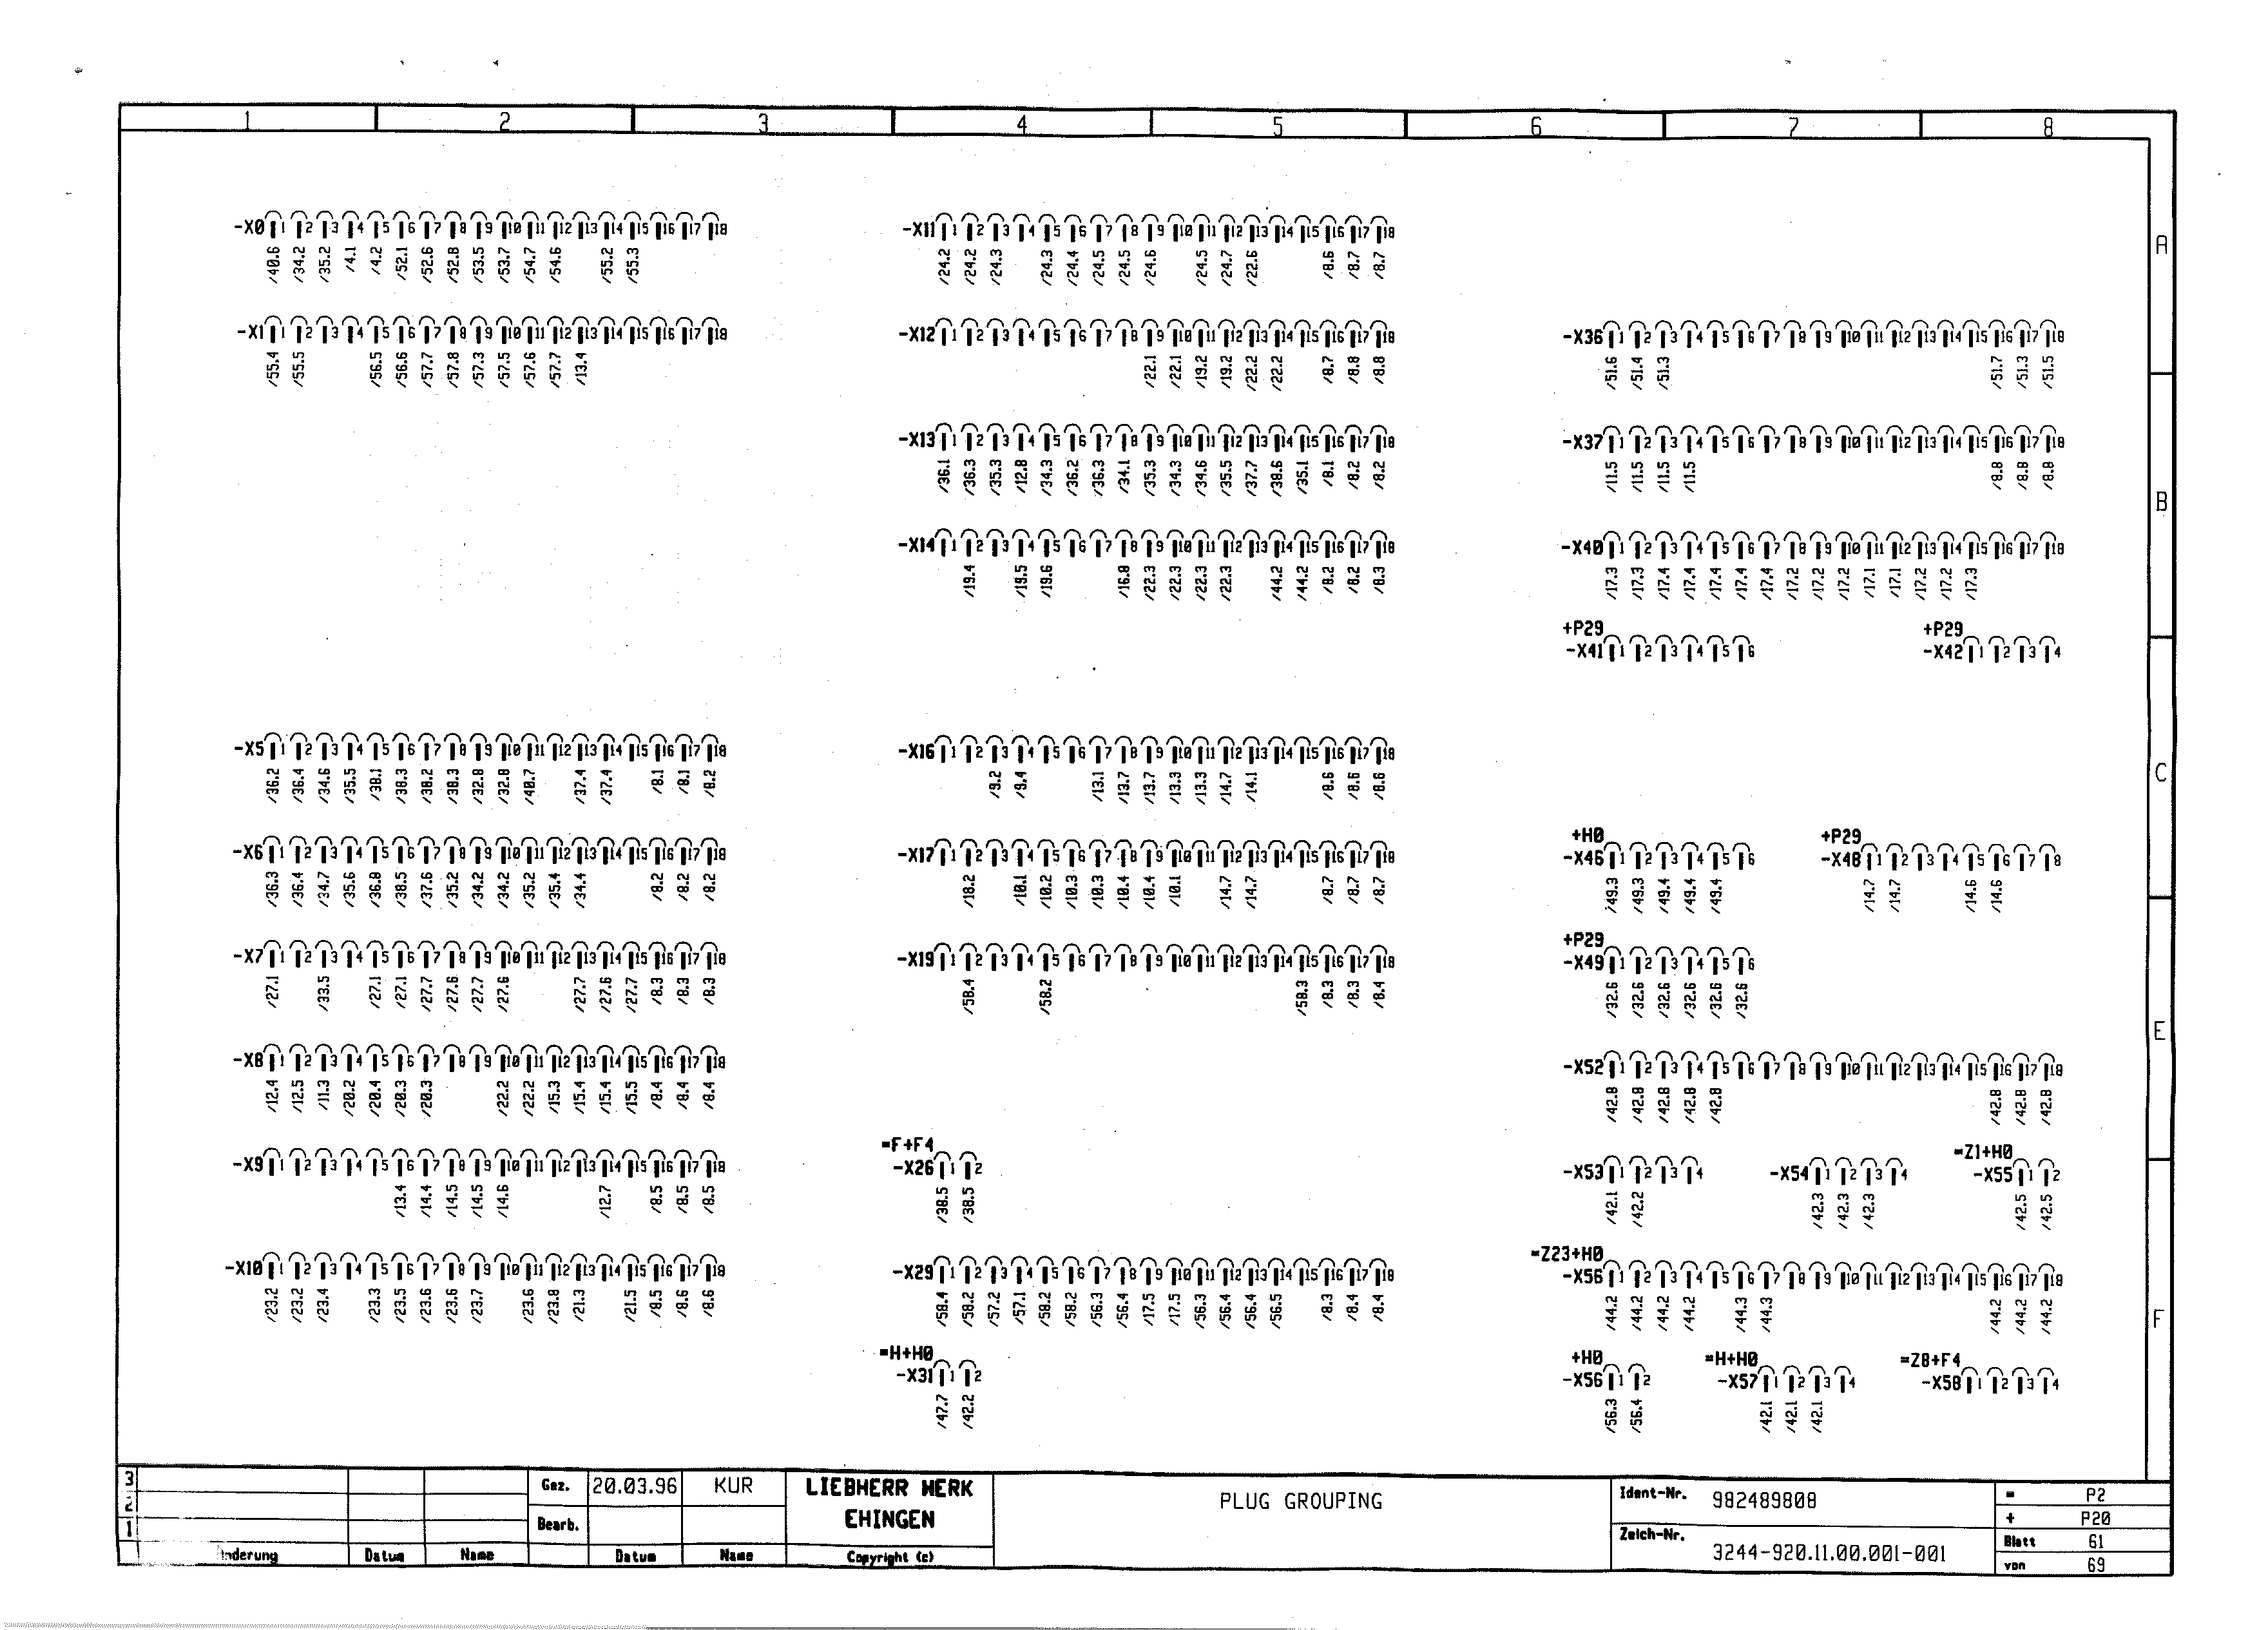 1 2 3 4 5 6 7 8
A
B
C
E
F
-X0 1 2 3 4 5 6 7 8 9 10 11 12 13 14 15 16 17 18
/40.6 /34.2 /35.2 /4.1 /4.2 /52.1 /52.6 /52.8 /53.5 /53.7 /54.7 /54.6 /55.2 /55.3
-X1 1 2 3 4 5 6 7 8 9 10 11 12 13 14 15 16 17 18
/55.4 /55.5 /56.5 /56.6 /57.7 /57.8 /57.3 /57.5 /57.6 /57.7 /13.4
-X5 1 2 3 4 5 6 7 8 9 10 11 12 13 14 15 16 17 18
/36.2 /36.4 /34.6 /35.5 /38.1 /38.3 /38.2 /38.3 /32.8 /32.8 /40.7 /37.4 /37.4 /8.1 /8.1 /8.2
-X6 1 2 3 4 5 6 7 8 9 10 11 12 13 14 15 16 17 18
/36.3 /36.4 /34.7 /35.6 /36.8 /38.5 /37.6 /35.2 /34.2 /34.2 /35.2 /35.4 /34.4 /8.2 /8.2 /8.2
-X7 1 2 3 4 5 6 7 8 9 10 11 12 13 14 15 16 17 18
/27.1 /33.5 /27.1 /27.1 /27.7 /27.6 /27.7 /27.6 /27.7 /27.6 /27.7 /8.3 /8.3 /8.3
-X8 1 2 3 4 5 6 7 8 9 10 11 12 13 14 15 16 17 18
/12.4 /12.5 /11.3 /20.2 /20.4 /20.3 /20.3 /22.2 /22.2 /15.3 /15.4 /15.4 /15.5 /8.4 /8.4 /8.4
-X9 1 2 3 4 5 6 7 8 9 10 11 12 13 14 15 16 17 18
/13.4 /14.4 /14.5 /14.5 /14.6 /12.7 /8.5 /8.5 /8.5
-X10 1 2 3 4 5 6 7 8 9 10 11 12 13 14 15 16 17 18
/23.2 /23.2 /23.4 /23.3 /23.5 /23.6 /23.6 /23.7 /23.6 /23.8 /21.3 /21.5 /8.5 /8.6 /8.6
-X11 1 2 3 4 5 6 7 8 9 10 11 12 13 14 15 16 17 18
/24.2 /24.2 /24.3 /24.3 /24.4 /24.5 /24.5 /24.6 /24.5 /24.7 /22.6 /8.6 /8.7 /8.7
-X12 1 2 3 4 5 6 7 8 9 10 11 12 13 14 15 16 17 18
/22.1 /22.1 /19.2 /19.2 /22.2 /22.2 /8.7 /8.8 /8.8
-X13 1 2 3 4 5 6 7 8 9 10 11 12 13 14 15 16 17 18
/36.1 /36.3 /35.3 /12.8 /34.3 /36.2 /36.3 /34.1 /35.3 /34.3 /34.6 /35.5 /37.7 /38.6 /35.1 /8.1 /8.2 /8.2
-X14 1 2 3 4 5 6 7 8 9 10 11 12 13 14 15 16 17 18
/19.4 /19.5 /19.6 /16.8 /22.3 /22.3 /22.3 /22.3 /44.2 /44.2 /8.2 /8.2 /8.3
-X16 1 2 3 4 5 6 7 8 9 10 11 12 13 14 15 16 17 18
/9.2 /9.4 /13.1 /13.7 /13.7 /13.3 /13.3 /14.7 /14.1 /8.6 /8.6 /8.6
-X17 1 2 3 4 5 6 7 8 9 10 11 12 13 14 15 16 17 18
/18.2 /10.1 /10.2 /10.3 /10.3 /10.4 /10.4 /10.1 /14.7 /14.7 /8.7 /8.7 /8.7
-X19 1 2 3 4 5 6 7 8 9 10 11 12 13 14 15 16 17 18
/58.4 /58.2 /58.3 /8.3 /8.3 /8.4
=F+F4
-X26 1 2
/38.5 /38.5
-X29 1 2 3 4 5 6 7 8 9 10 11 12 13 14 15 16 17 18
/58.4 /58.2 /57.2 /57.1 /58.2 /58.2 /56.3 /56.4 /17.5 /17.5 /56.3 /56.4 /56.4 /56.5 /8.3 /8.4 /8.4
=H+H0
-X31 1 2
/47.7 /42.2
-X36 1 2 3 4 5 6 7 8 9 10 11 12 13 14 15 16 17 18
/51.6 /51.4 /51.3 /51.7 /51.3 /51.5
-X37 1 2 3 4 5 6 7 8 9 10 11 12 13 14 15 16 17 18
/11.5 /11.5 /11.5 /11.5 /8.8 /8.8 /8.8
-X40 1 2 3 4 5 6 7 8 9 10 11 12 13 14 15 16 17 18
/17.3 /17.3 /17.4 /17.4 /17.4 /17.4 /17.4 /17.2 /17.2 /17.2 /17.1 /17.1 /17.2 /17.2 /17.3
+P29 +P29
-X41 1 2 3 4 5 6 -X42 1 2 3 4
+H0 +P29
-X46 1 2 3 4 5 6 -X48 1 2 3 4 5 6 7 8
/49.3 /49.3 /49.4 /49.4 /49.4 /14.7 /14.7 /14.6 /14.6
+P29
-X49 1 2 3 4 5 6
/32.6 /32.6 /32.6 /32.6 /32.6 /32.6
-X52 1 2 3 4 5 6 7 8 9 10 11 12 13 14 15 16 17 18
/42.8 /42.8 /42.8 /42.8 /42.8 /42.8 /42.8 /42.8
=Z1+H0
-X53 1 2 3 4 -X54 1 2 3 4 -X55 1 2
/42.1 /42.2 /42.3 /42.3 /42.3 /42.5 /42.5
=Z23+H0
-X56 1 2 3 4 5 6 7 8 9 10 11 12 13 14 15 16 17 18
/44.2 /44.2 /44.2 /44.2 /44.3 /44.3 /44.2 /44.2 /44.2
+H0 =H+H0 =Z8+F4
-X56 1 2 -X57 1 2 3 4 -X58 1 2 3 4
/56.3 /56.4 /42.1 /42.1 /42.1
3
2
1
Gez. 20.03.96 KUR
Bearb.
Datum Name Datum Name
LIEBHERR WERK
EHINGEN
Copyright (c)
PLUG GROUPING
Ident-Nr. 982489808
Zeich-Nr. 3244-920.11.00.001-001
= P2
+ P20
Blatt 61
von 69